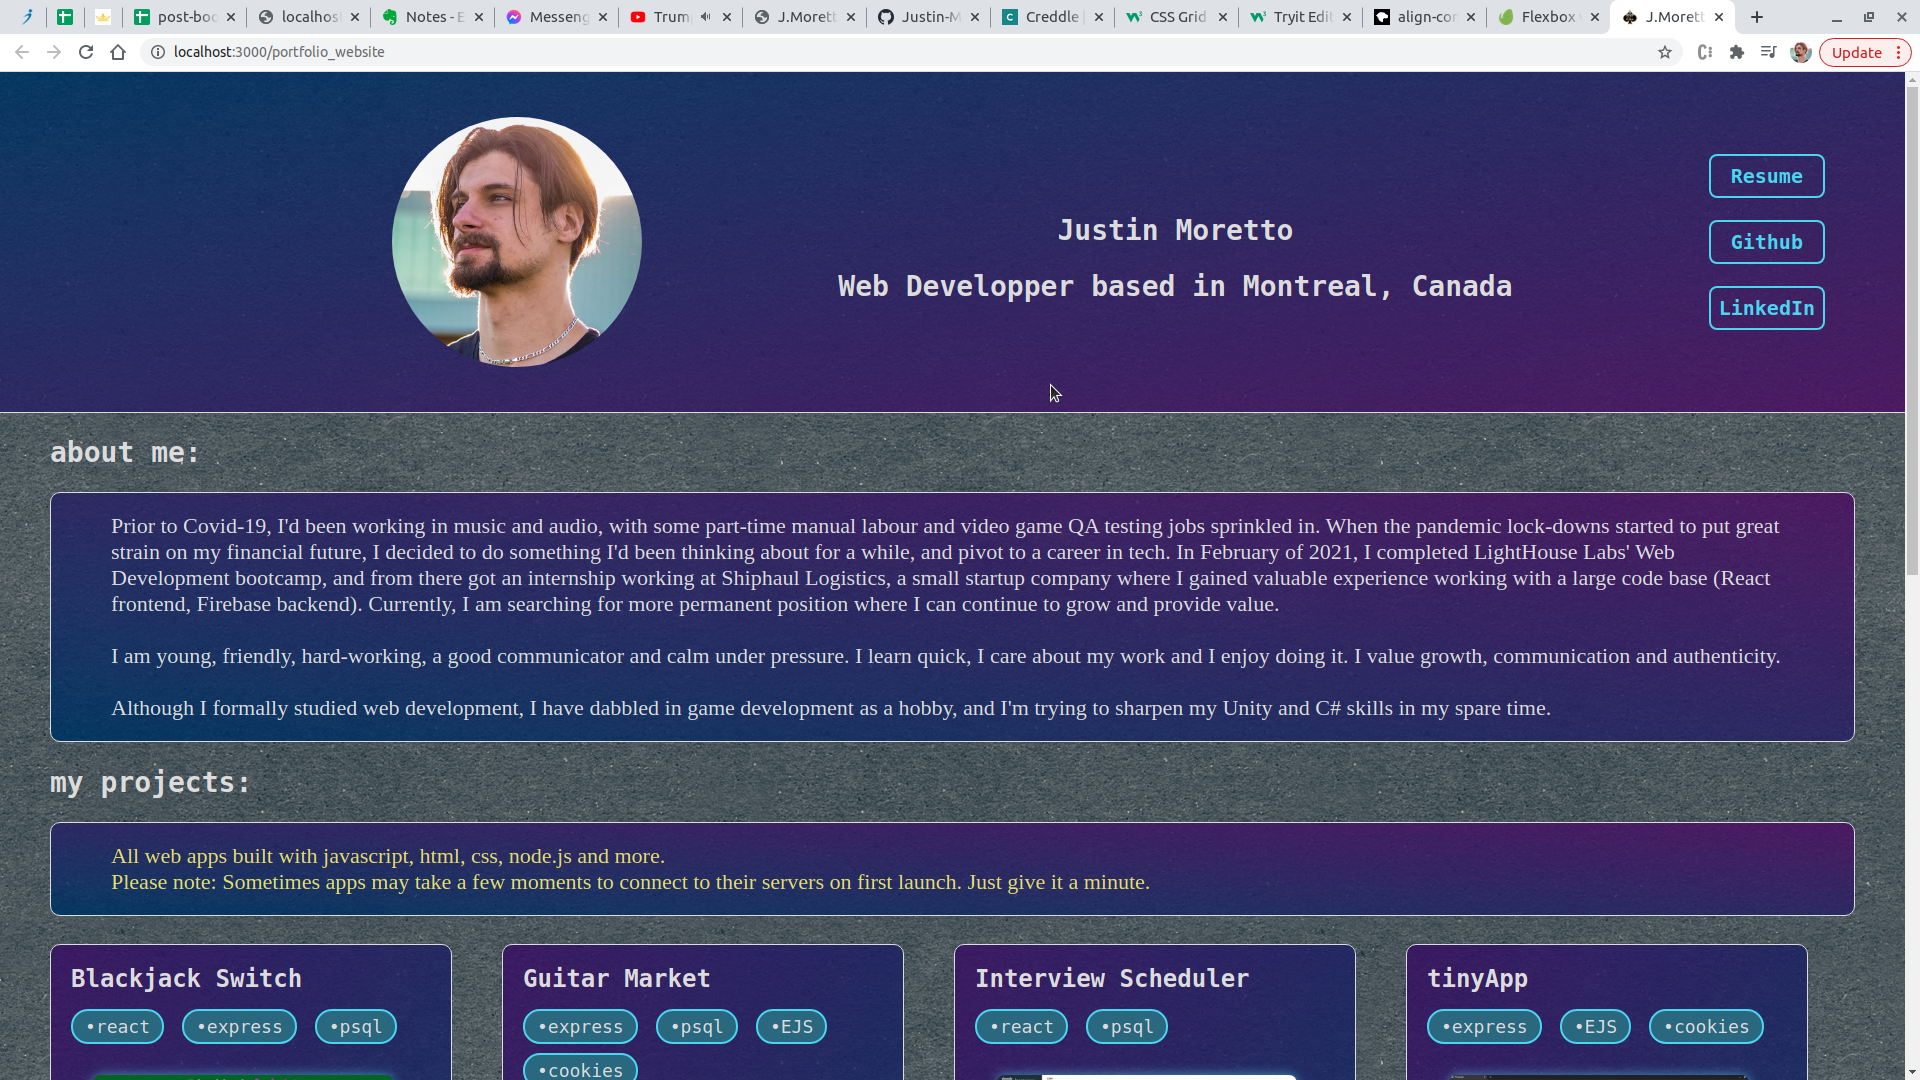 post-boo
localhos
Notes - E
Messeng
Trum
J.Morett
Justin-M
Creddle
CSS Grid
Tryit Edi
align-con
Flexbox
J.Morett
localhost:3000/portfolio_website
Update
Justin Moretto
Web Developper based in Montreal, Canada
Resume
Github
LinkedIn
about me:
Prior to Covid-19, I'd been working in music and audio, with some part-time manual labour and video game QA testing jobs sprinkled in. When the pandemic lock-downs started to put great
strain on my financial future, I decided to do something I'd been thinking about for a while, and pivot to a career in tech. In February of 2021, I completed LightHouse Labs' Web
Development bootcamp, and from there got an internship working at Shiphaul Logistics, a small startup company where I gained valuable experience working with a large code base (React
frontend, Firebase backend). Currently, I am searching for more permanent position where I can continue to grow and provide value.
I am young, friendly, hard-working, a good communicator and calm under pressure. I learn quick, I care about my work and I enjoy doing it. I value growth, communication and authenticity.
Although I formally studied web development, I have dabbled in game development as a hobby, and I'm trying to sharpen my Unity and C# skills in my spare time.
my projects:
All web apps built with javascript, html, css, node.js and more.
Please note: Sometimes apps may take a few moments to connect to their servers on first launch. Just give it a minute.
Blackjack Switch
•react •express •psql
Guitar Market
•express •psql •EJS
•cookies
Interview Scheduler
•react •psql
tinyApp
•express •EJS •cookies